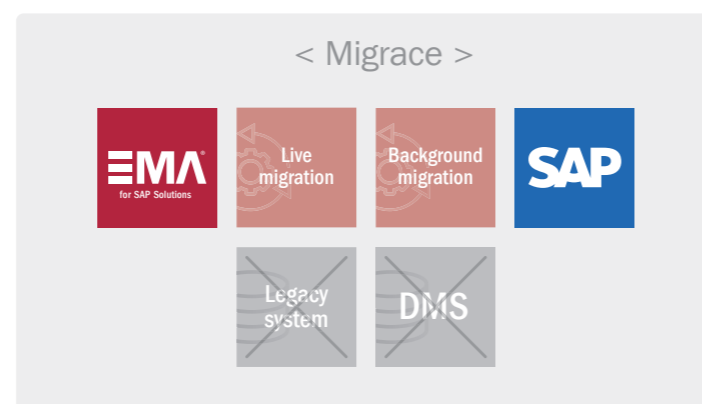 < Migrace >
EMA®
for SAP Solutions
Live
migration
Background
migration
SAP
Legacy
system
DMS